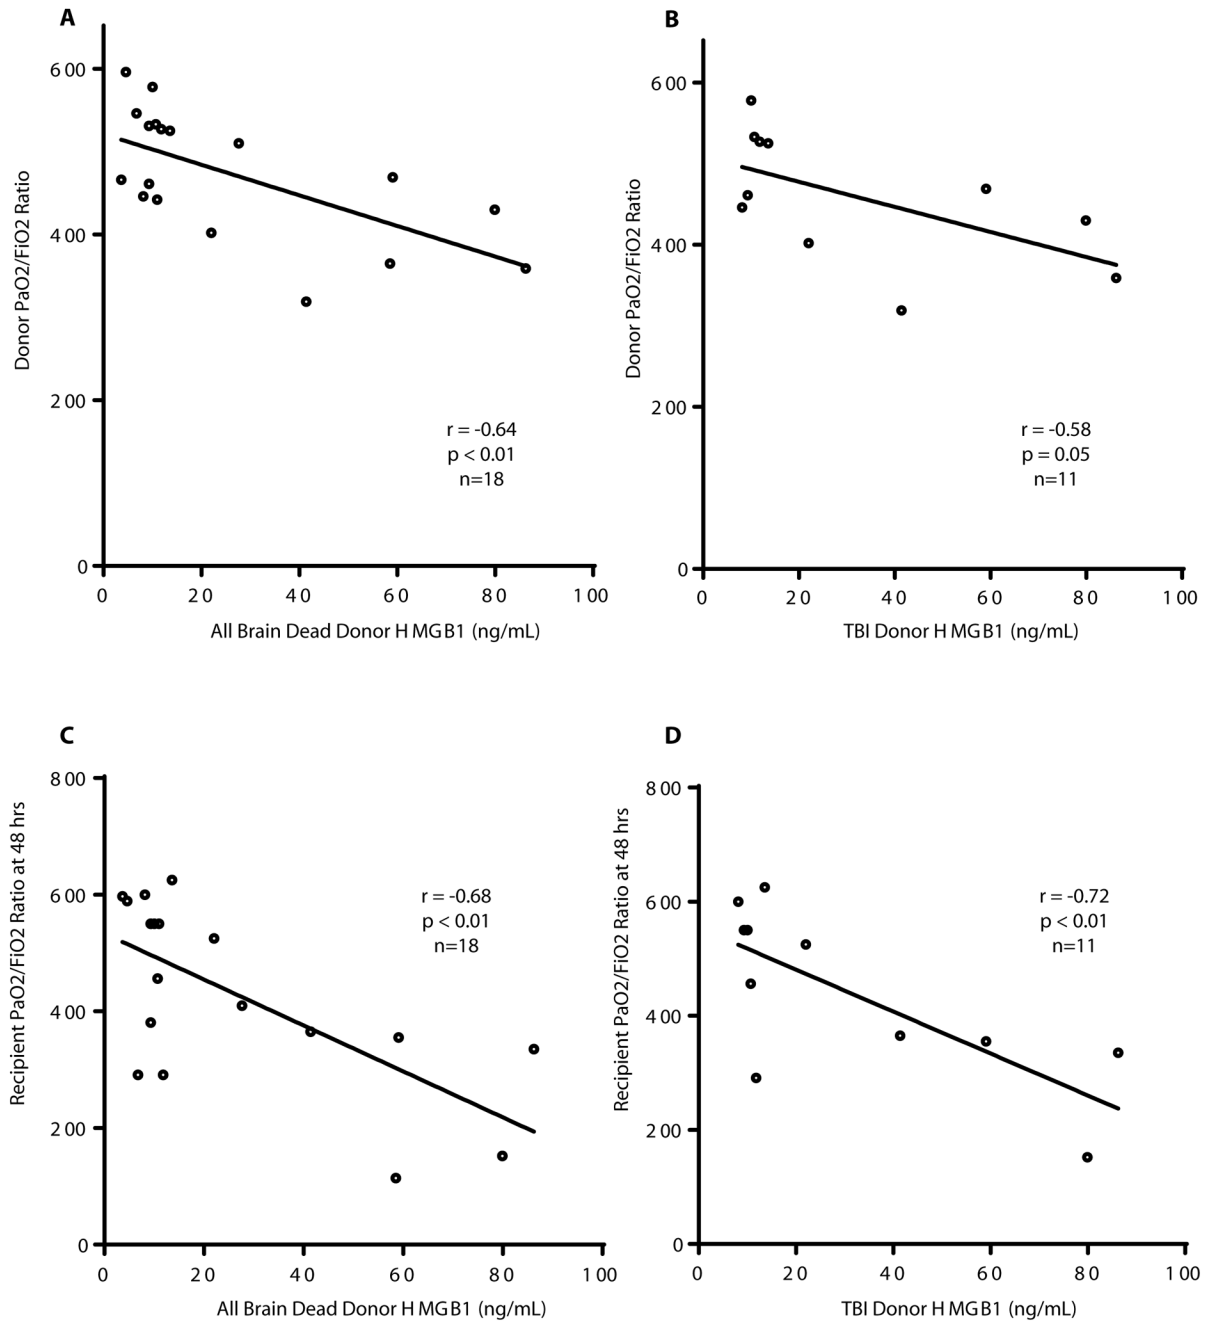 A
600
400
200
0
Donor PaO2/FiO2 Ratio
r = -0.64
p < 0.01
n=18
0 20 40 60 80 100
All Brain Dead Donor HMGB1 (ng/mL)
B
600
400
200
0
Donor PaO2/FiO2 Ratio
r = -0.58
p = 0.05
n=11
0 20 40 60 80 100
TBI Donor HMGB1 (ng/mL)
C
800
600
400
200
0
Recipient PaO2/FiO2 Ratio at 48 hrs
r = -0.68
p < 0.01
n=18
0 20 40 60 80 100
All Brain Dead Donor HMGB1 (ng/mL)
D
800
600
400
200
0
Recipient PaO2/FiO2 Ratio at 48 hrs
r = -0.72
p < 0.01
n=11
0 20 40 60 80 100
TBI Donor HMGB1 (ng/mL)